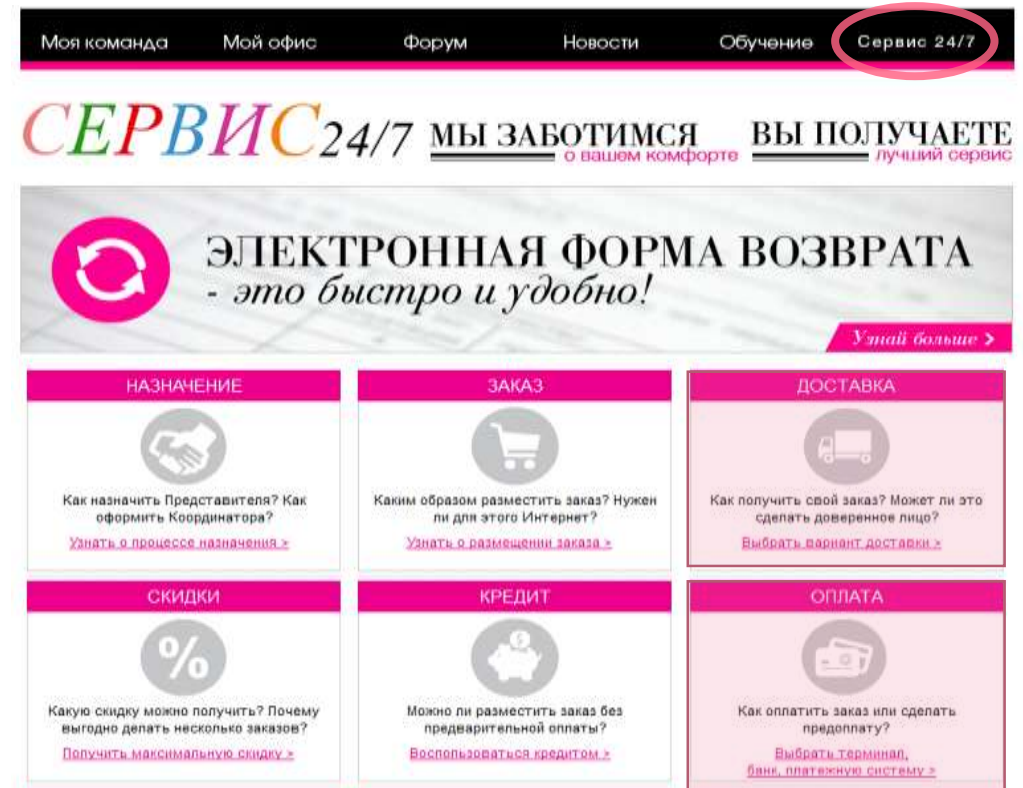 Моя команда Мой офис Форум Новости Обучение Сервис 24/7
СЕРВИС 24/7 МЫ ЗАБОТИМСЯ ВЫ ПОЛУЧАЕТЕ
о вашем комфорте лучший сервис
ЭЛЕКТРОННАЯ ФОРМА ВОЗВРАТА
- это быстро и удобно!
Узнай больше >
НАЗНАЧЕНИЕ
Как назначить Представителя? Как
оформить Координатора?
Узнать о процессе назначения >
ЗАКАЗ
Каким образом разместить заказ? Нужен
ли для этого Интернет?
Узнать о размещении заказа >
ДОСТАВКА
Как получить свой заказ? Может ли это
сделать доверенное лицо?
Выбрать вариант доставки >
СКИДКИ
%
Какую скидку можно получить? Почему
выгодно делать несколько заказов?
Получить максимальную скидку >
КРЕДИТ
$
Можно ли разместить заказ без
предварительной оплаты?
Воспользоваться кредитом >
ОПЛАТА
Как оплатить заказ или сделать
предоплату?
Выбрать терминал,
банк, платежную систему >